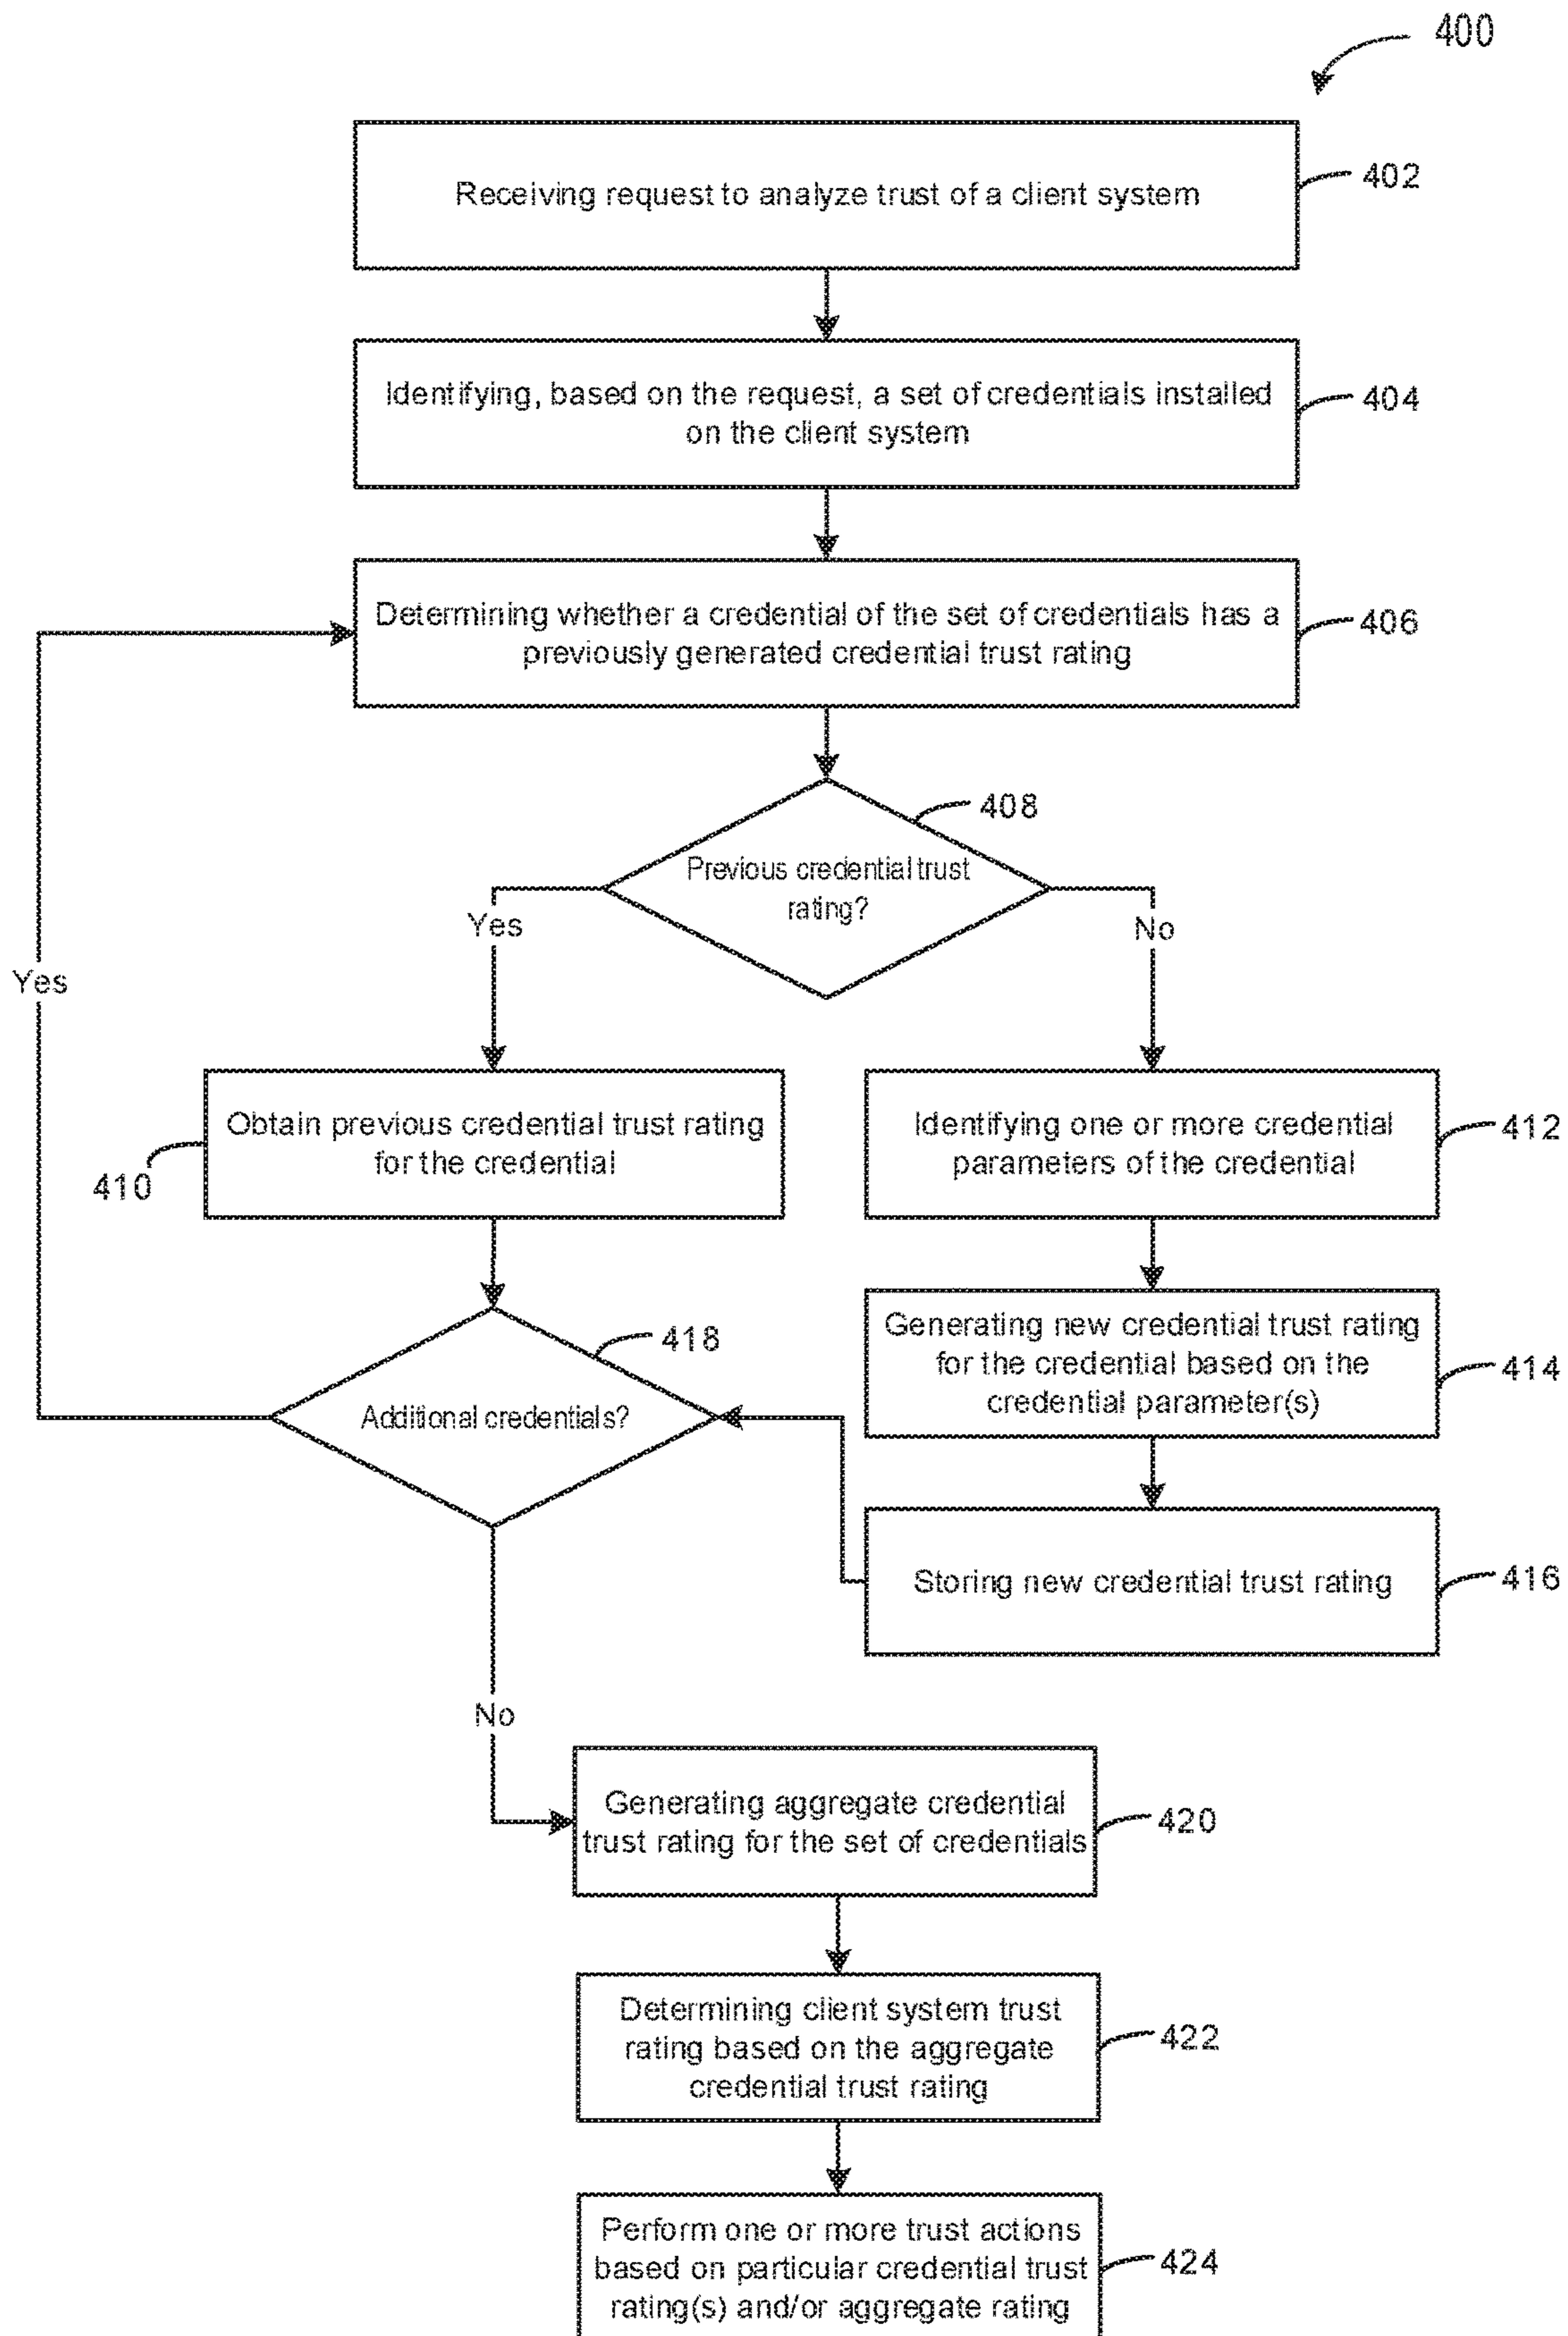 400
Receiving request to analyze trust of a client system
402
Identifying, based on the request, a set of credentials installed
on the client system
404
Determining whether a credential of the set of credentials has a
previously generated credential trust rating
406
408
Previous credential trust
rating?
Yes
No
Yes
Obtain previous credential trust rating
for the credential
410
Identifying one or more credential
parameters of the credential
412
Generating new credential trust rating
for the credential based on the
credential parameter(s)
414
418
Additional credentials?
Storing new credential trust rating
416
No
Generating aggregate credential
trust rating for the set of credentials
420
Determining client system trust
rating based on the aggregate
credential trust rating
422
Perform one or more trust actions
based on particular credential trust
rating(s) and/or aggregate rating
424